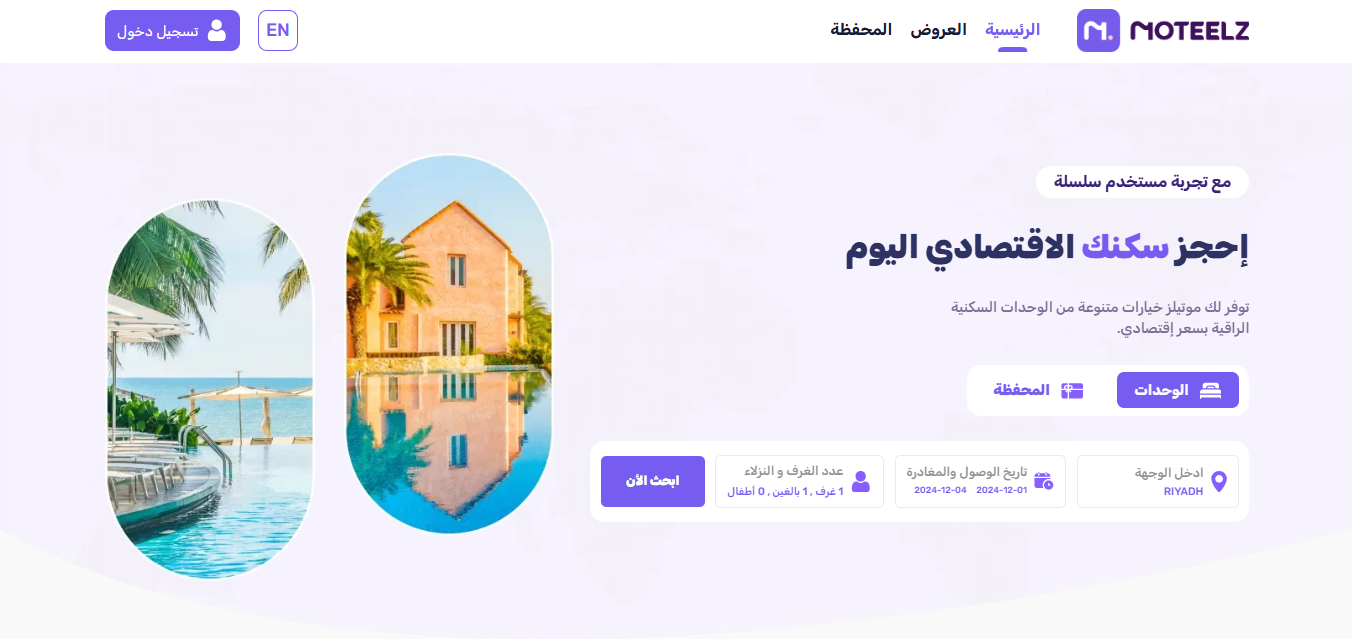 MOTEELZ
الرئيسية
العروض
المحفظة
EN
تسجيل دخول
مع تجربة مستخدم سلسلة
إحجز سكنك الاقتصادي اليوم
توفر لك موتيلز خيارات متنوعة من الوحدات السكنية
الراقية بسعر إقتصادي.
الوحدات
المحفظة
ادخل الوجهة
RIYADH
تاريخ الوصول والمغادرة
2024-12-01 2024-12-04
عدد الغرف و النزلاء
1 غرف , 1 بالغين , 0 أطفال
ابحث الأن